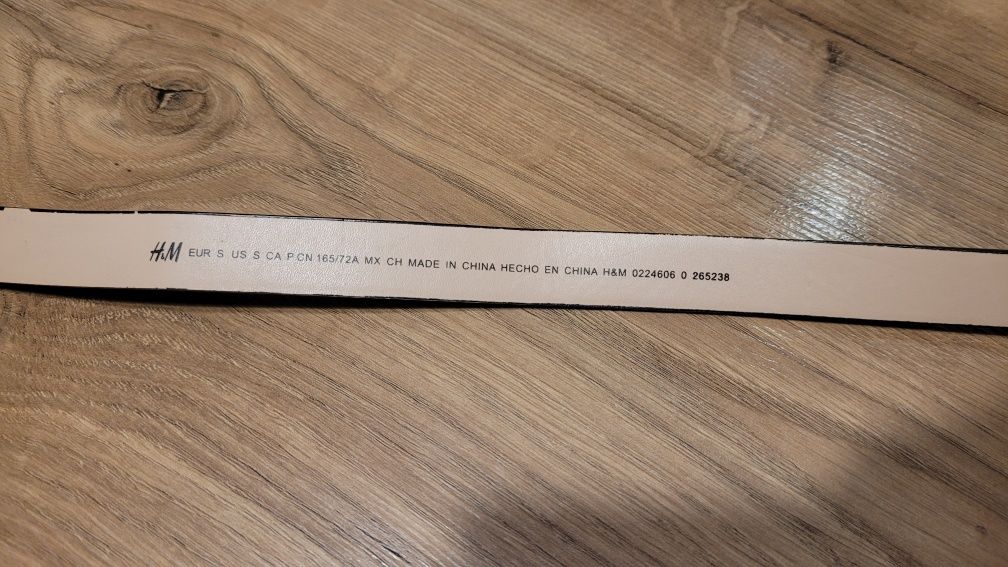 H&M EUR S US S CA P CN 165/72A MX CH MADE IN CHINA HECHO EN CHINA H&M 0224606 0 265238